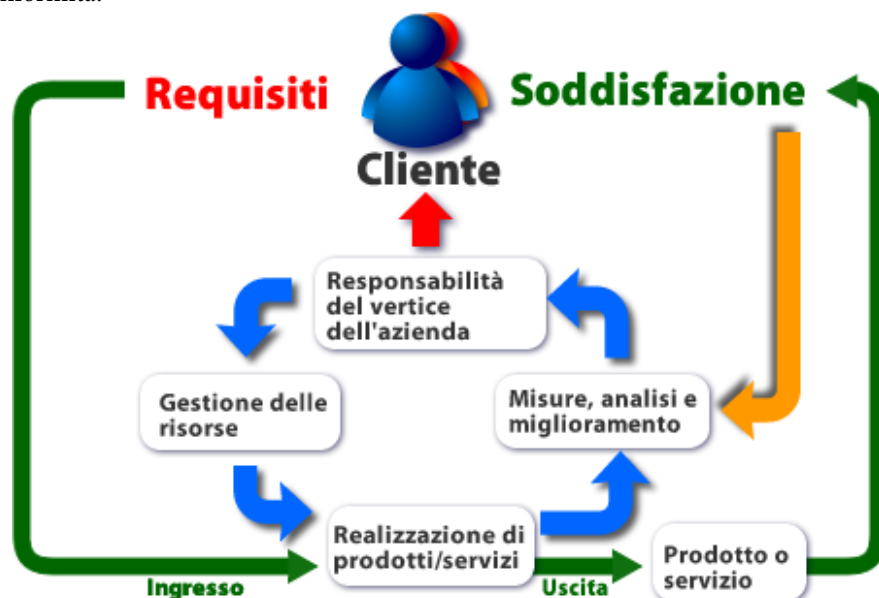 Requisiti
Soddisfazione
Cliente
Responsabilità
del vertice
dell'azienda
Gestione delle
risorse
Misure, analisi e
miglioramento
Realizzazione di
prodotti/servizi
Prodotto o
servizio
Ingresso
Uscita